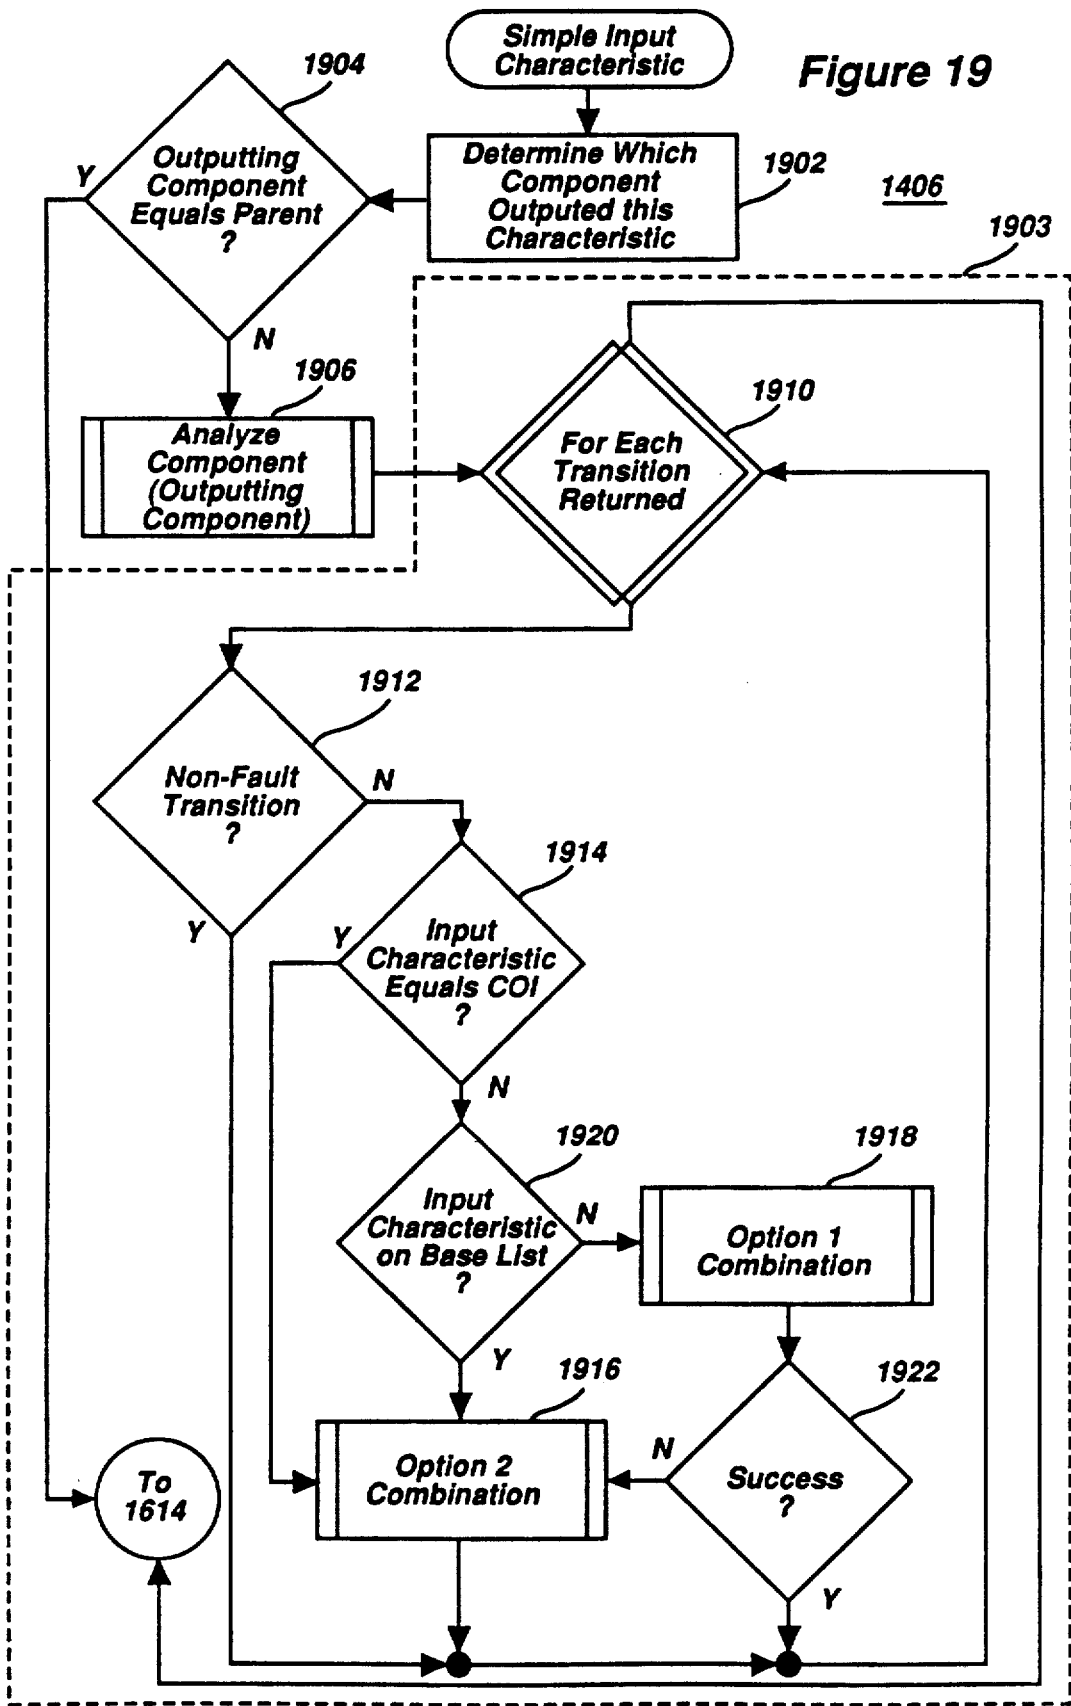 Simple Input
Characteristic
Figure 19
1904
Outputting
Component
Equals Parent
?
Y
N
Determine Which
Component
Outputed this
Characteristic
1902
1406
1903
1906
Analyze
Component
(Outputting
Component)
1910
For Each
Transition
Returned
1912
Non-Fault
Transition
?
N
Y
1914
Input
Characteristic
Equals COI
?
Y
N
1920
Input
Characteristic
on Base List
?
N
Y
1918
Option 1
Combination
1916
Option 2
Combination
1922
Success
?
N
Y
To
1614